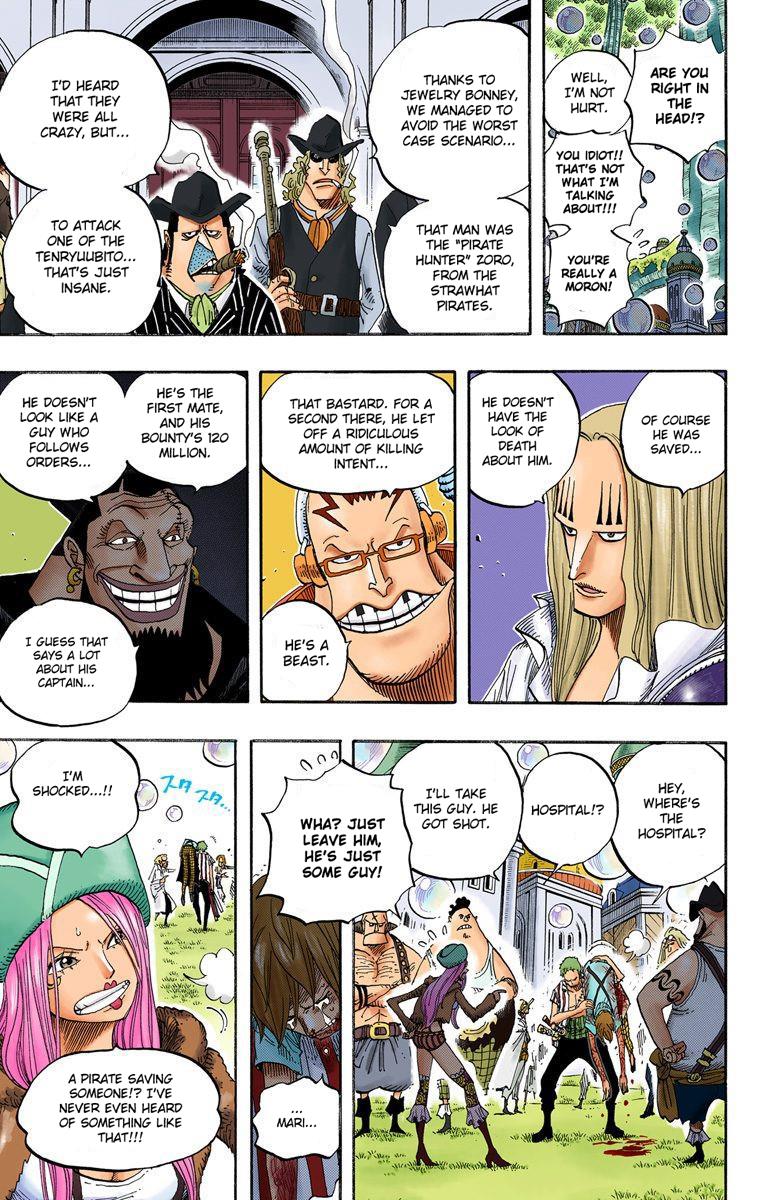 ARE YOU
RIGHT IN
THE
HEAD!?
WELL,
I'M NOT
HURT.
YOU IDIOT!!
THAT'S NOT
WHAT I'M
TALKING
ABOUT!!!
YOU'RE
REALLY A
MORON!
THANKS TO
JEWELRY BONNEY,
WE MANAGED TO
AVOID THE WORST
CASE SCENARIO...
THAT MAN WAS
THE "PIRATE
HUNTER" ZORO,
FROM THE
STRAWHAT
PIRATES.
I'D HEARD
THAT THEY
WERE ALL
CRAZY, BUT...
TO ATTACK
ONE OF THE
TENRYUUBITO...
THAT'S JUST
INSANE.
OF COURSE
HE WAS
SAVED...
HE DOESN'T
HAVE THE
LOOK OF
DEATH
ABOUT HIM.
THAT BASTARD. FOR
A SECOND THERE, HE LET
OFF A RIDICULOUS
AMOUNT OF KILLING
INTENT...
HE'S A
BEAST.
HE'S THE
FIRST MATE,
AND HIS
BOUNTY'S 120
MILLION.
HE DOESN'T
LOOK LIKE A
GUY WHO
FOLLOWS
ORDERS...
I GUESS THAT
SAYS A LOT
ABOUT HIS
CAPTAIN...
HEY,
WHERE'S
THE
HOSPITAL?
HOSPITAL!?
I'LL TAKE
THIS GUY. HE
GOT SHOT.
WHA? JUST
LEAVE HIM,
HE'S JUST
SOME GUY!
...
MARI...
I'M
SHOCKED...!!
スタスタ...
A PIRATE SAVING
SOMEONE!? I'VE
NEVER EVEN HEARD
OF SOMETHING LIKE
THAT!!!